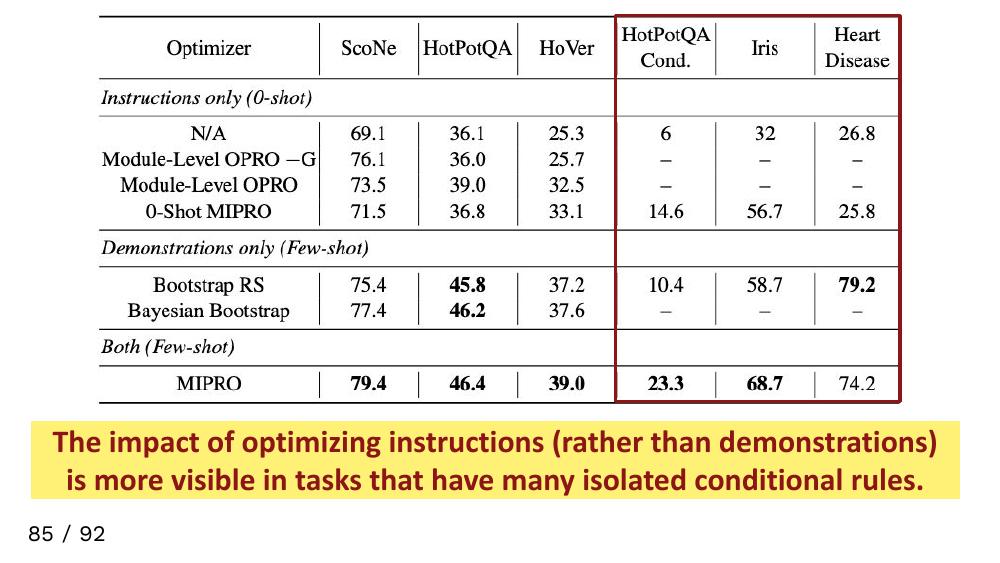 Optimizer ScoNe HotPotQA HoVer HotPotQA Cond. Iris Heart Disease
Instructions only (0-shot)
N/A 69.1 36.1 25.3 6 32 26.8
Module-Level OPRO −G 76.1 36.0 25.7 – – –
Module-Level OPRO 73.5 39.0 32.5 – – –
0-Shot MIPRO 71.5 36.8 33.1 14.6 56.7 25.8
Demonstrations only (Few-shot)
Bootstrap RS 75.4 45.8 37.2 10.4 58.7 79.2
Bayesian Bootstrap 77.4 46.2 37.6 – – –
Both (Few-shot)
MIPRO 79.4 46.4 39.0 23.3 68.7 74.2
The impact of optimizing instructions (rather than demonstrations)
is more visible in tasks that have many isolated conditional rules.
85 / 92